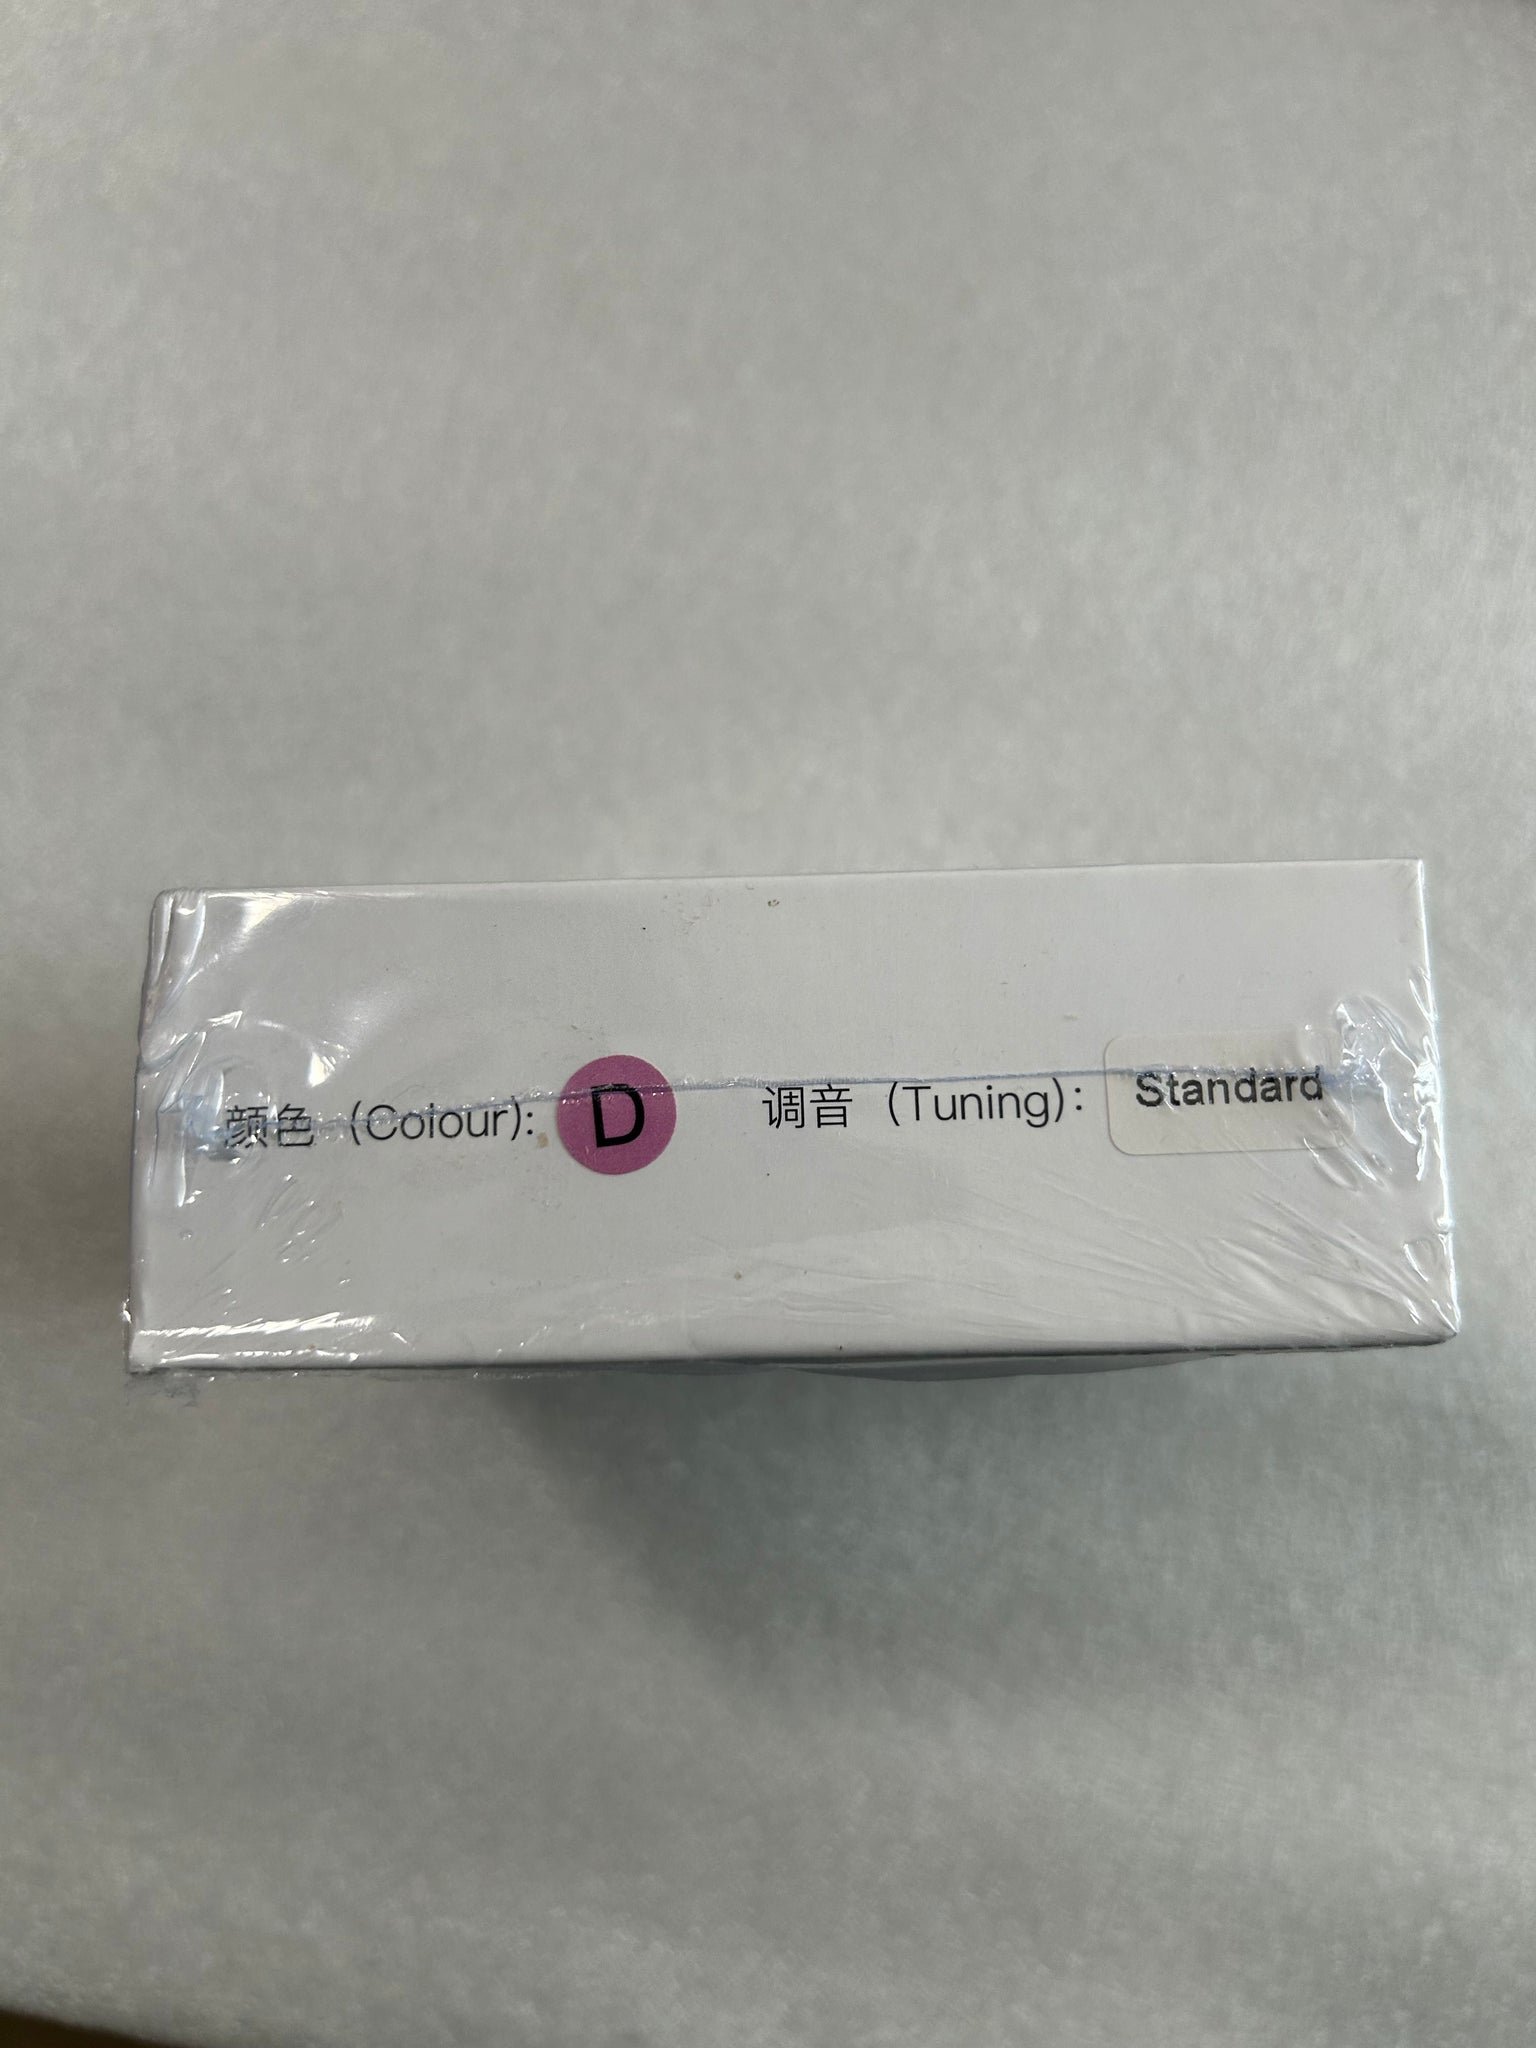 颜色（Colour): D 调音（Tuning)： Standard